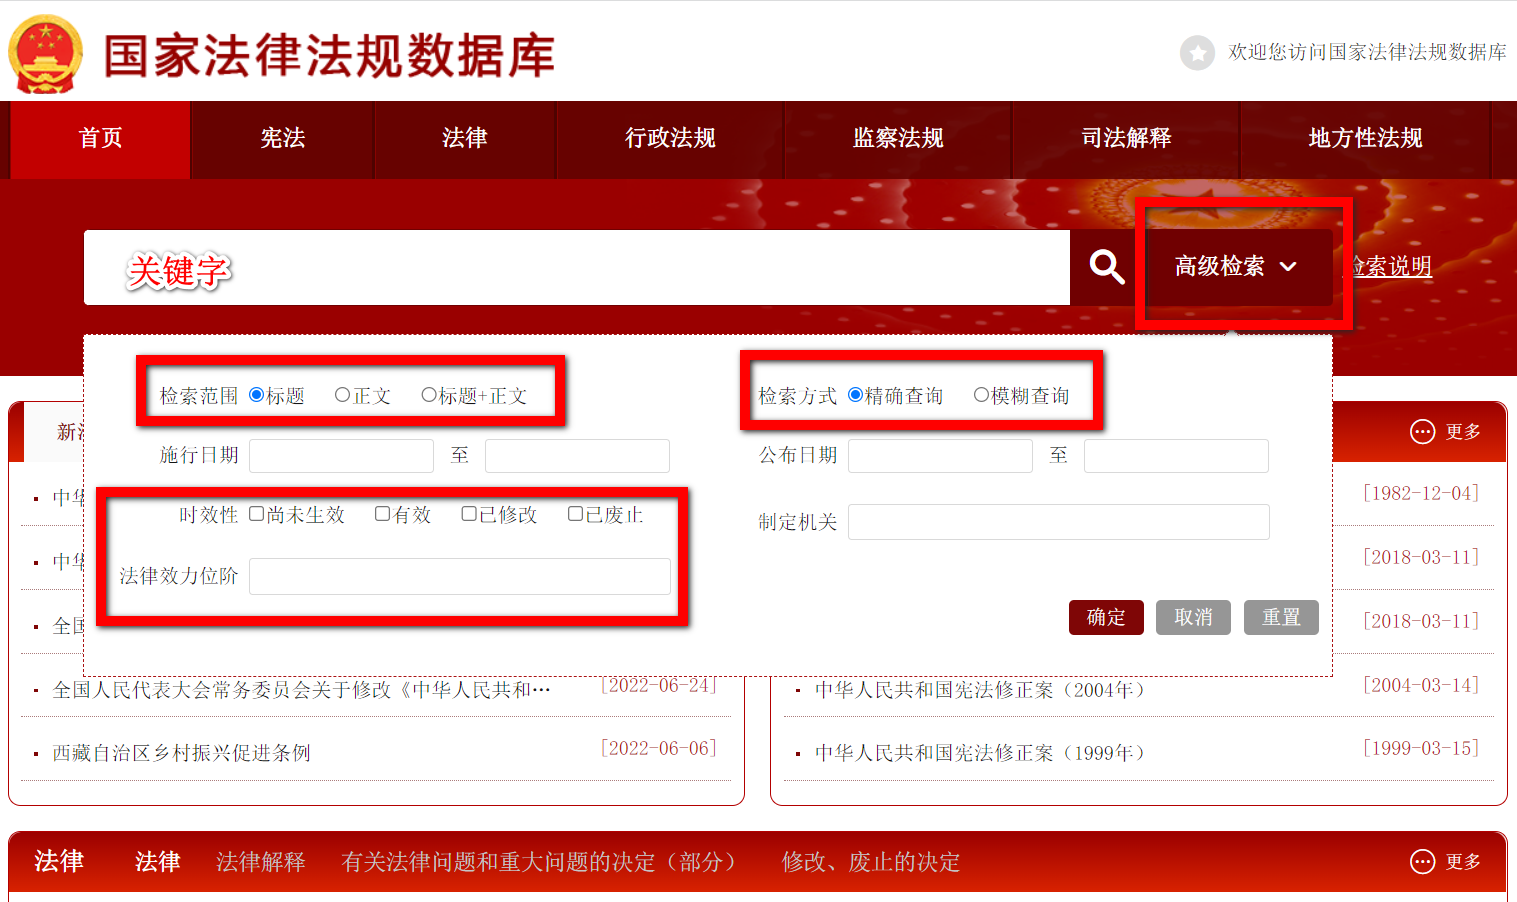 国家法律法规数据库
欢迎您访问国家法律法规数据库
首页 宪法 法律 行政法规 监察法规 司法解释 地方性法规
关键字 高级检索 检索说明
检索范围 标题 正文 标题+正文 检索方式 精确查询 模糊查询
施行日期 至 公布日期 至
时效性 尚未生效 有效 已修改 已废止 制定机关
法律效力位阶
确定 取消 重置
新 更多
中华 [1982-12-04]
中华 [2018-03-11]
全国 [2018-03-11]
全国人民代表大会常务委员会关于修改《中华人民共和… [2022-06-24] 中华人民共和国宪法修正案（2004年） [2004-03-14]
西藏自治区乡村振兴促进条例 [2022-06-06] 中华人民共和国宪法修正案（1999年） [1999-03-15]
法律 法律 法律解释 有关法律问题和重大问题的决定（部分） 修改、废止的决定 更多